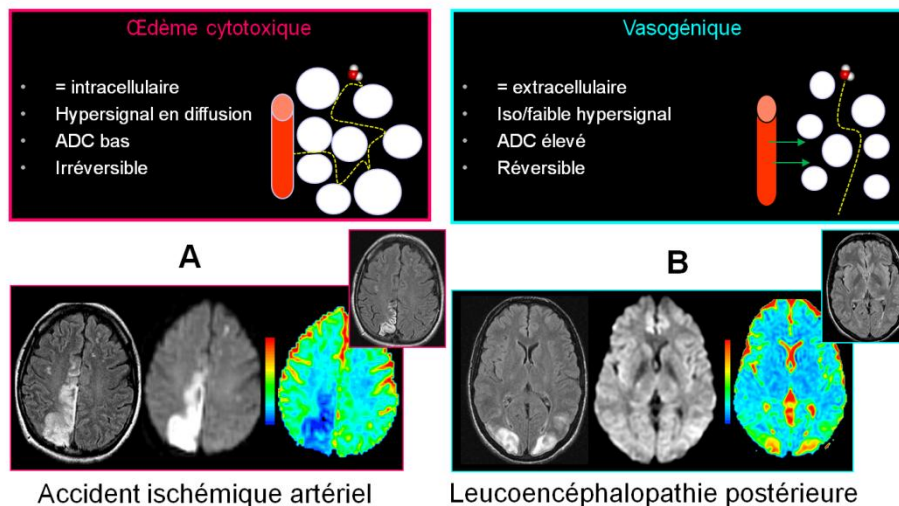 Œdème cytotoxique
• = intracellulaire
• Hypersignal en diffusion
• ADC bas
• Irréversible
Vasogénique
• = extracellulaire
• Iso/faible hypersignal
• ADC élevé
• Réversible
A
B
Accident ischémique artériel
Leucoencéphalopathie postérieure